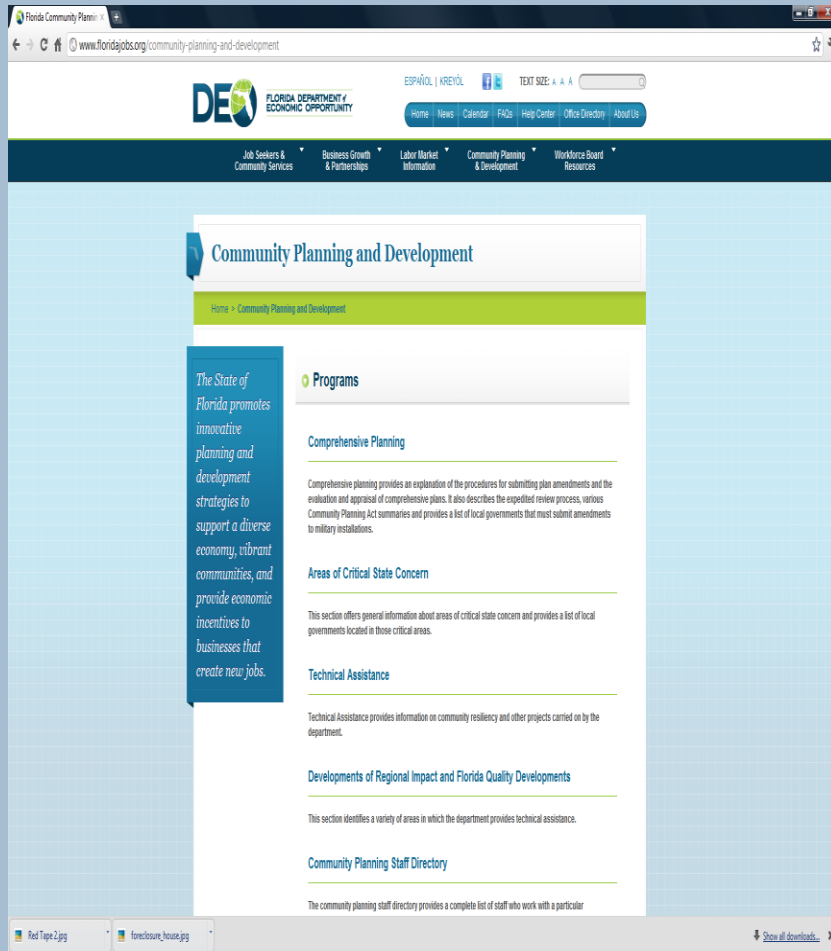 Florida Community Plannin
www.floridajobs.org/community-planning-and-development
ESPAÑOL | KREYÒL
TEXT SIZE: A A A
DEO FLORIDA DEPARTMENT of
ECONOMIC OPPORTUNITY
Home News Calendar FAQs Help Center Office Directory About Us
Job Seekers &
Community Services
Business Growth
& Partnerships
Labor Market
Information
Community Planning
& Development
Workforce Board
Resources
Community Planning and Development
Home > Community Planning and Development
The State of
Florida promotes
innovative
planning and
development
strategies to
support a diverse
economy, vibrant
communities, and
provide economic
incentives to
businesses that
create new jobs.
Programs
Comprehensive Planning
Comprehensive planning provides an explanation of the procedures for submitting plan amendments and the
evaluation and appraisal of comprehensive plans. It also describes the expedited review process, various
Community Planning Act summaries and provides a list of local governments that must submit amendments
to military installations.
Areas of Critical State Concern
This section offers general information about areas of critical state concern and provides a list of local
governments located in those critical areas.
Technical Assistance
Technical Assistance provides information on community resiliency and other projects carried on by the
department.
Developments of Regional Impact and Florida Quality Developments
This section identifies a variety of areas in which the department provides technical assistance.
Community Planning Staff Directory
The community planning staff directory provides a complete list of staff who work with a particular
Red Tape 2.jpg
foreclosure_house.jpg
Show all downloads...